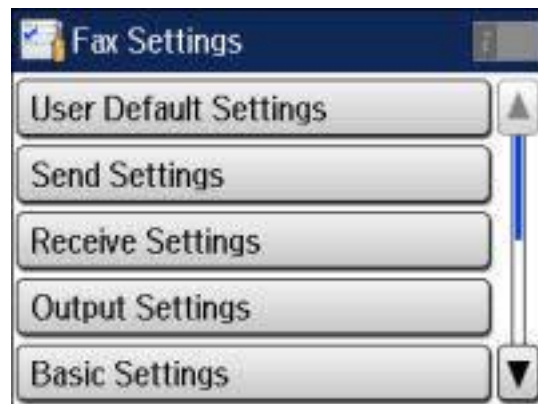 Fax Settings
User Default Settings
Send Settings
Receive Settings
Output Settings
Basic Settings